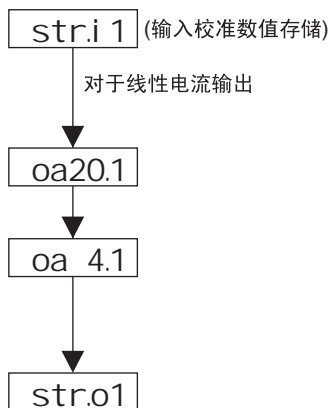 str.i 1 (输入校准数值存储)
对于线性电流输出
oa20.1
oa 4.1
str.o1